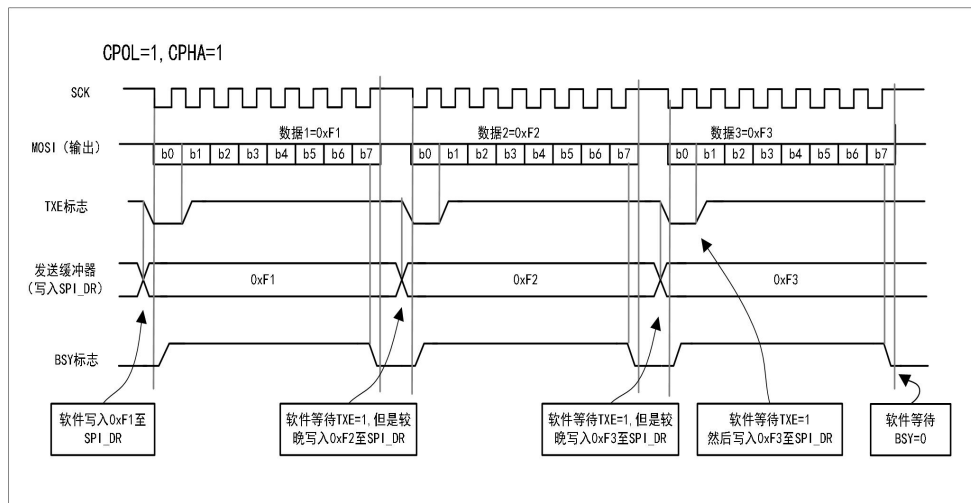 CPOL=1, CPHA=1
SCK
数据1=0xF1 数据2=0xF2 数据3=0xF3
MOSI（输出）
b0 b1 b2 b3 b4 b5 b6 b7 b0 b1 b2 b3 b4 b5 b6 b7 b0 b1 b2 b3 b4 b5 b6 b7
TXE标志
发送缓冲器
（写入SPI_DR）
0xF1 0xF2 0xF3
BSY标志
软件写入0xF1至
SPI_DR
软件等待TXE=1,但是较
晚写入0xF2至SPI_DR
软件等待TXE=1,但是较
晚写入0xF3至SPI_DR
软件等待TXE=1
然后写入0xF3至SPI_DR
软件等待
BSY=0